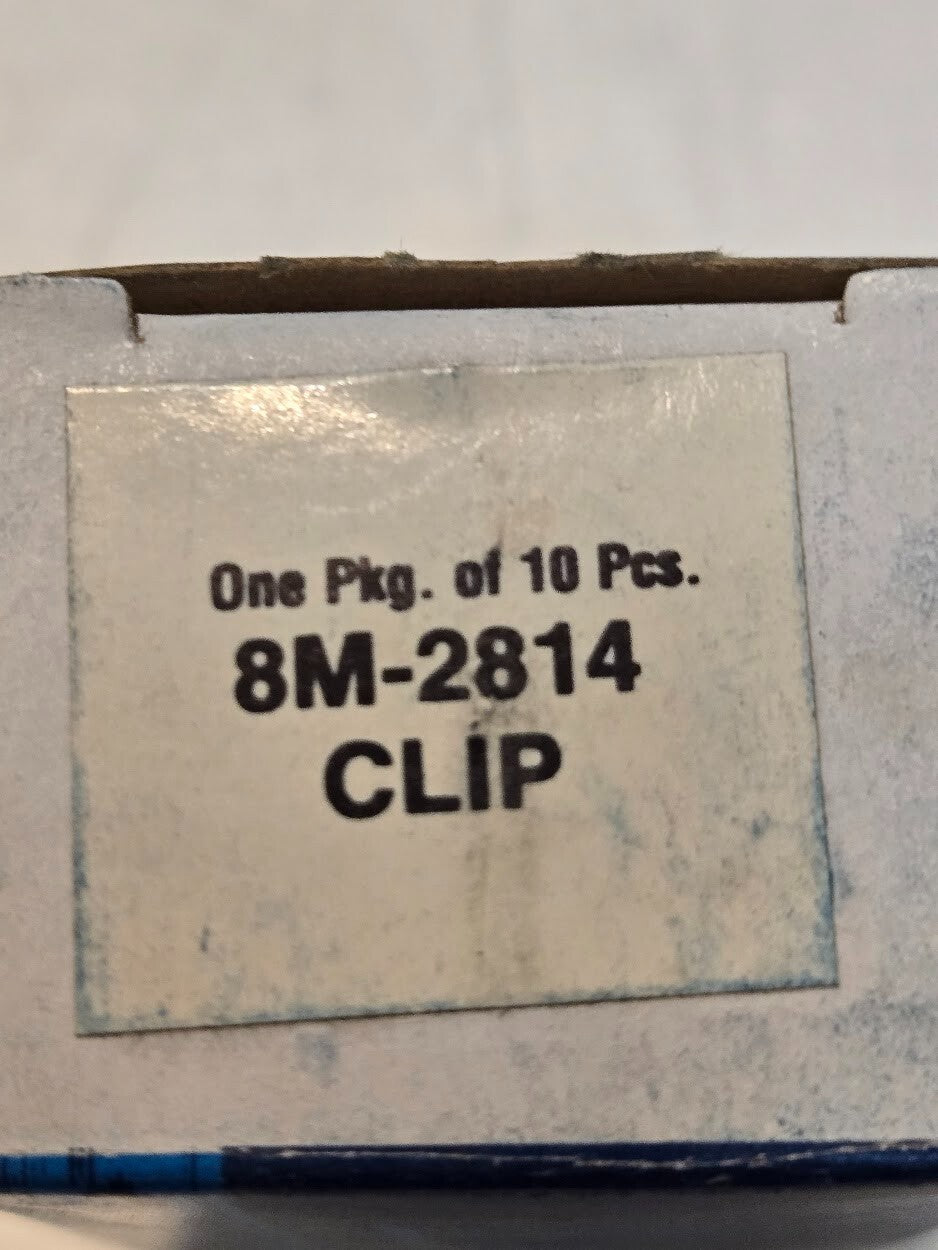 One Pkg. of 10 Pcs.
8M-2814
CLIP